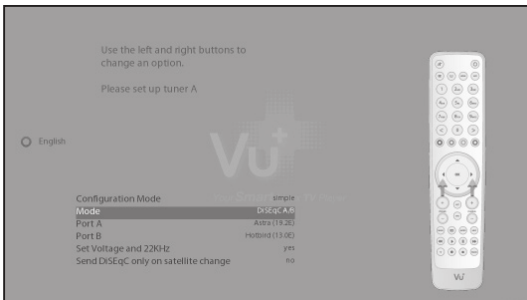 Use the left and right buttons to
change an option.
Please set up tuner A
English
Vu+
Configuration Mode simple
Mode DiSEqC A/B
Port A Astra (19.2E)
Port B Hotbird (13.0E)
Set Voltage and 22KHz yes
Send DiSEqC only on satellite change no
Vu